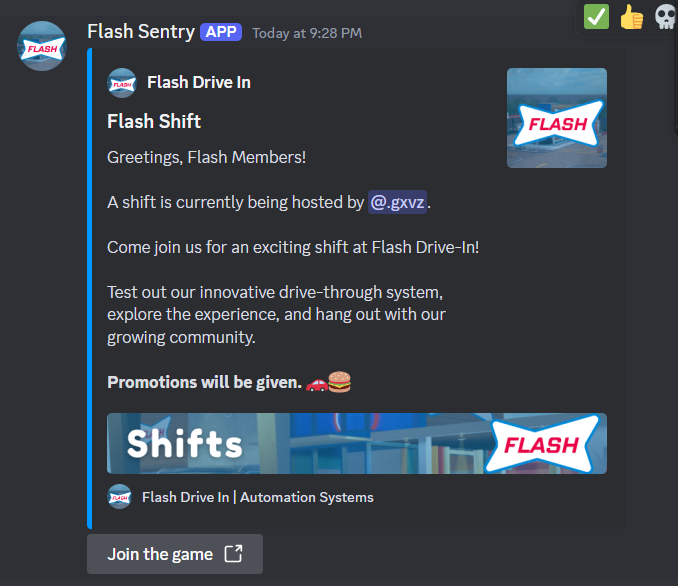 Flash Sentry APP Today at 9:28 PM
FLASH
FLASH
Flash Drive In
FLASH
Flash Shift
Greetings, Flash Members!
A shift is currently being hosted by @.gxvz.
Come join us for an exciting shift at Flash Drive-In!
Test out our innovative drive-through system,
explore the experience, and hang out with our
growing community.
Promotions will be given. 🚗🍔
Shifts
FLASH
FLASH
Flash Drive In | Automation Systems
Join the game